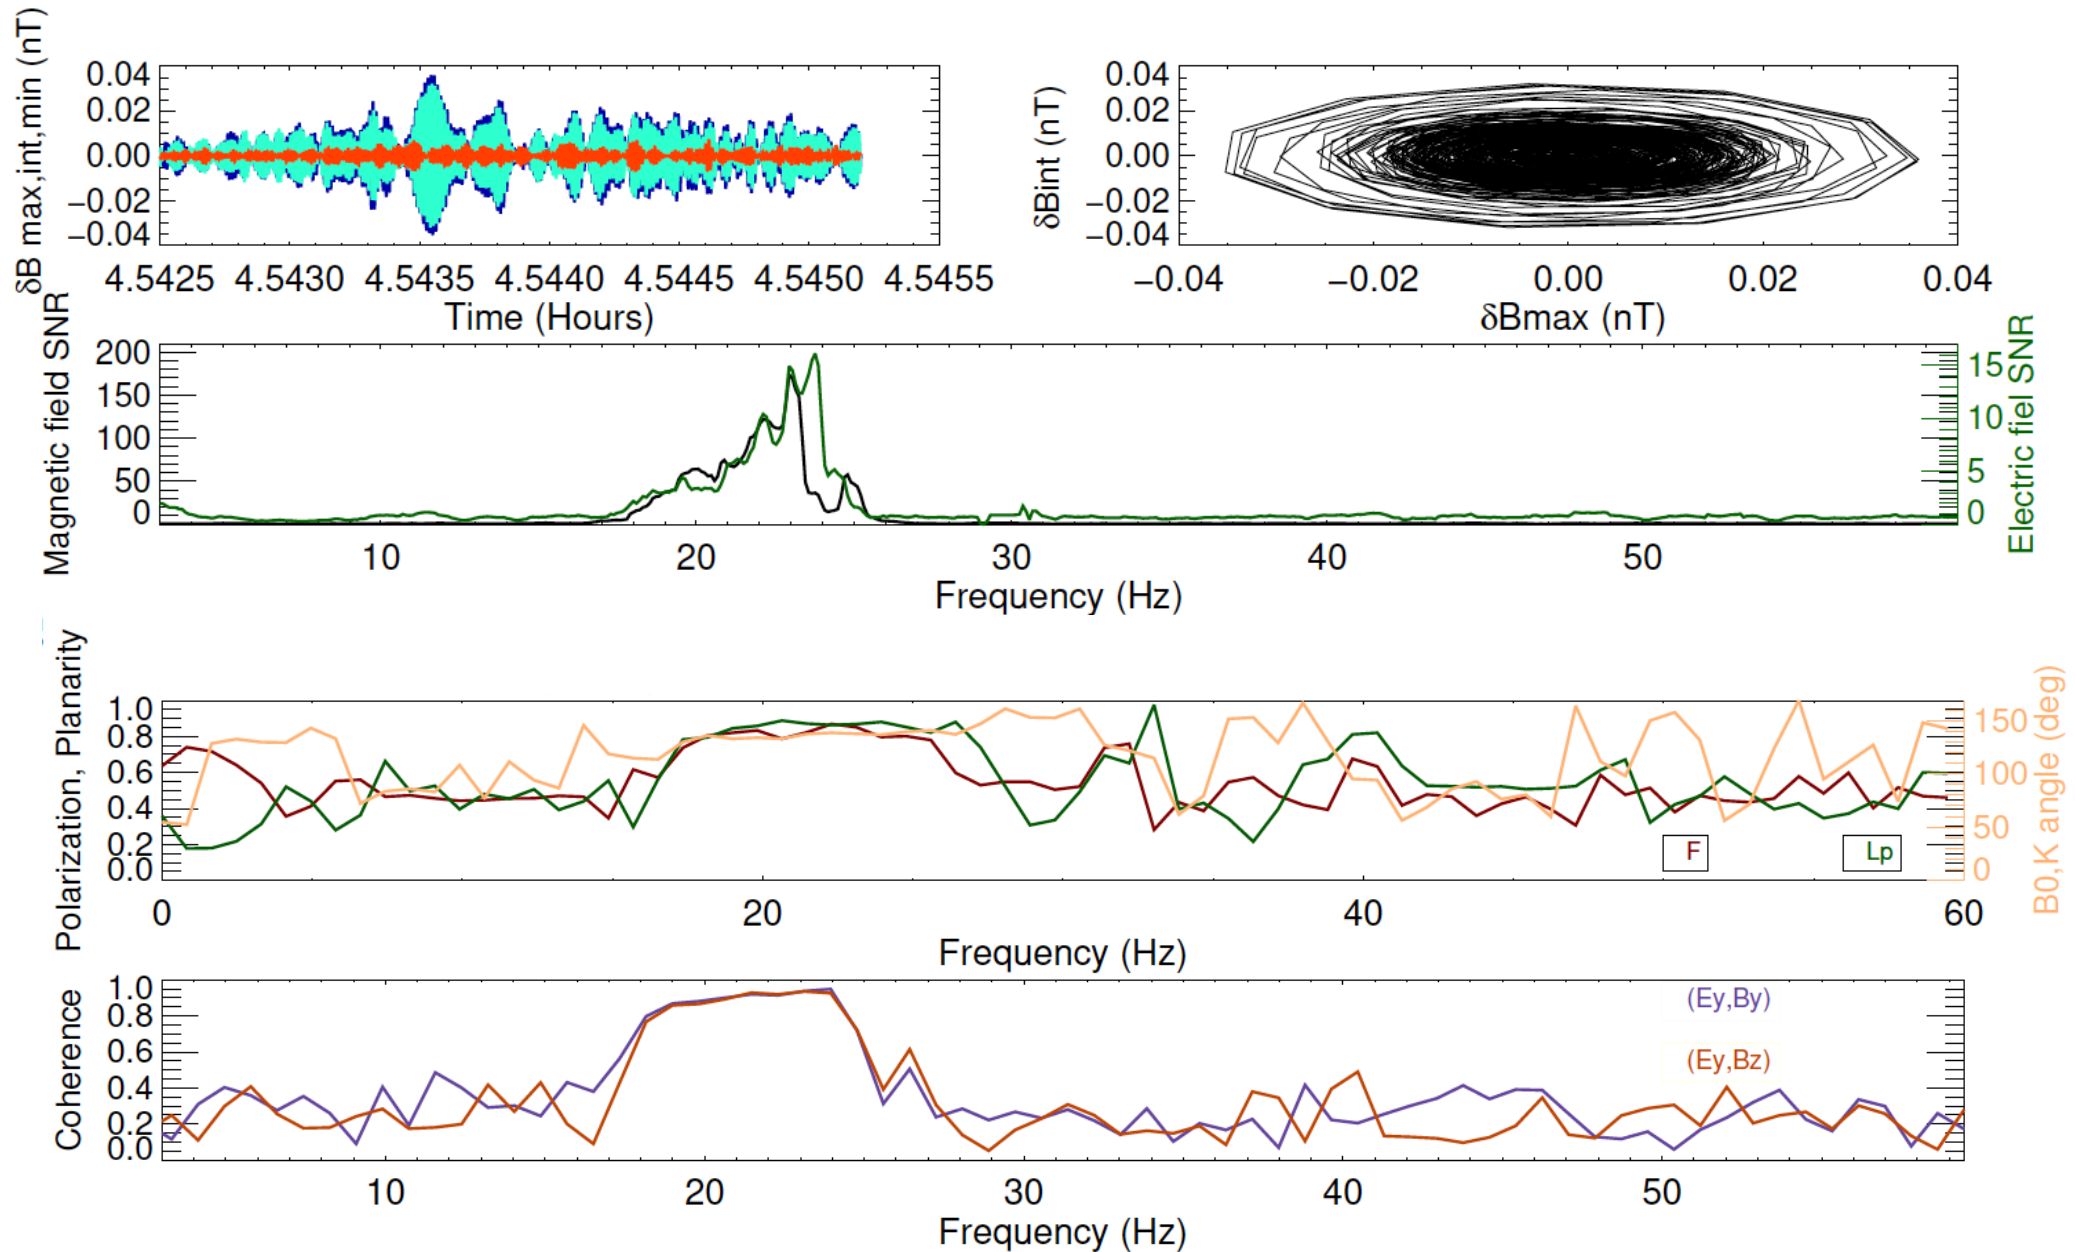 δB max,int,min (nT)
0.04
0.02
0.00
−0.02
−0.04
4.5425 4.5430 4.5435 4.5440 4.5445 4.5450 4.5455
Time (Hours)
δBint (nT)
0.04
0.02
0.00
−0.02
−0.04
−0.04 −0.02 0.00 0.02 0.04
δBmax (nT)
Magnetic field SNR
200
150
100
50
0
15
10
5
0
Electric fiel SNR
10 20 30 40 50
Frequency (Hz)
Polarization, Planarity
1.0
0.8
0.6
0.4
0.2
0.0
150
100
50
0
B0,K angle (deg)
F
Lp
0 20 40 60
Frequency (Hz)
Coherence
1.0
0.8
0.6
0.4
0.2
0.0
(Ey,By)
(Ey,Bz)
10 20 30 40 50
Frequency (Hz)